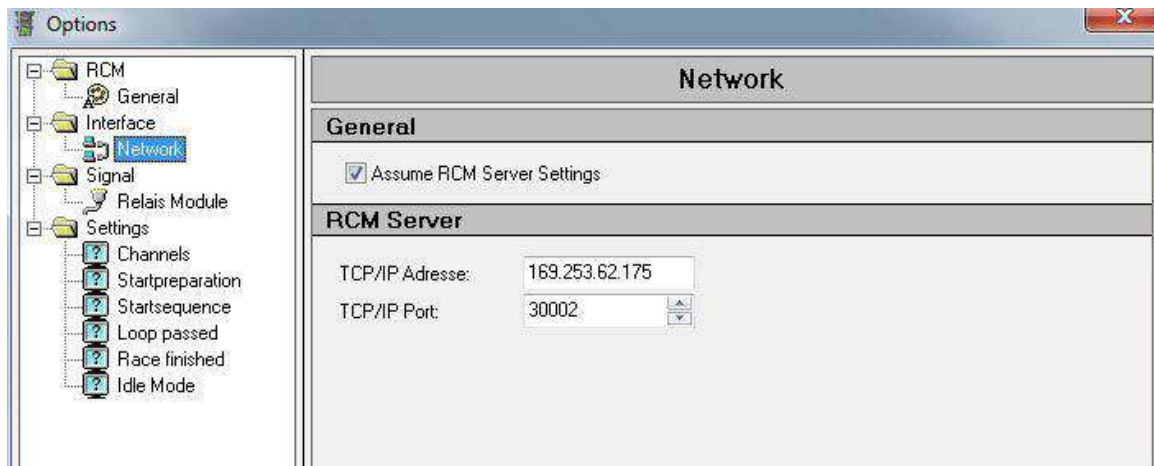 Options
RCM
General
Interface
Network
Signal
Relais Module
Settings
Channels
Startpreparation
Startsequence
Loop passed
Race finished
Idle Mode
Network
General
Assume RCM Server Settings
RCM Server
TCP/IP Adresse: 169.253.62.175
TCP/IP Port: 30002